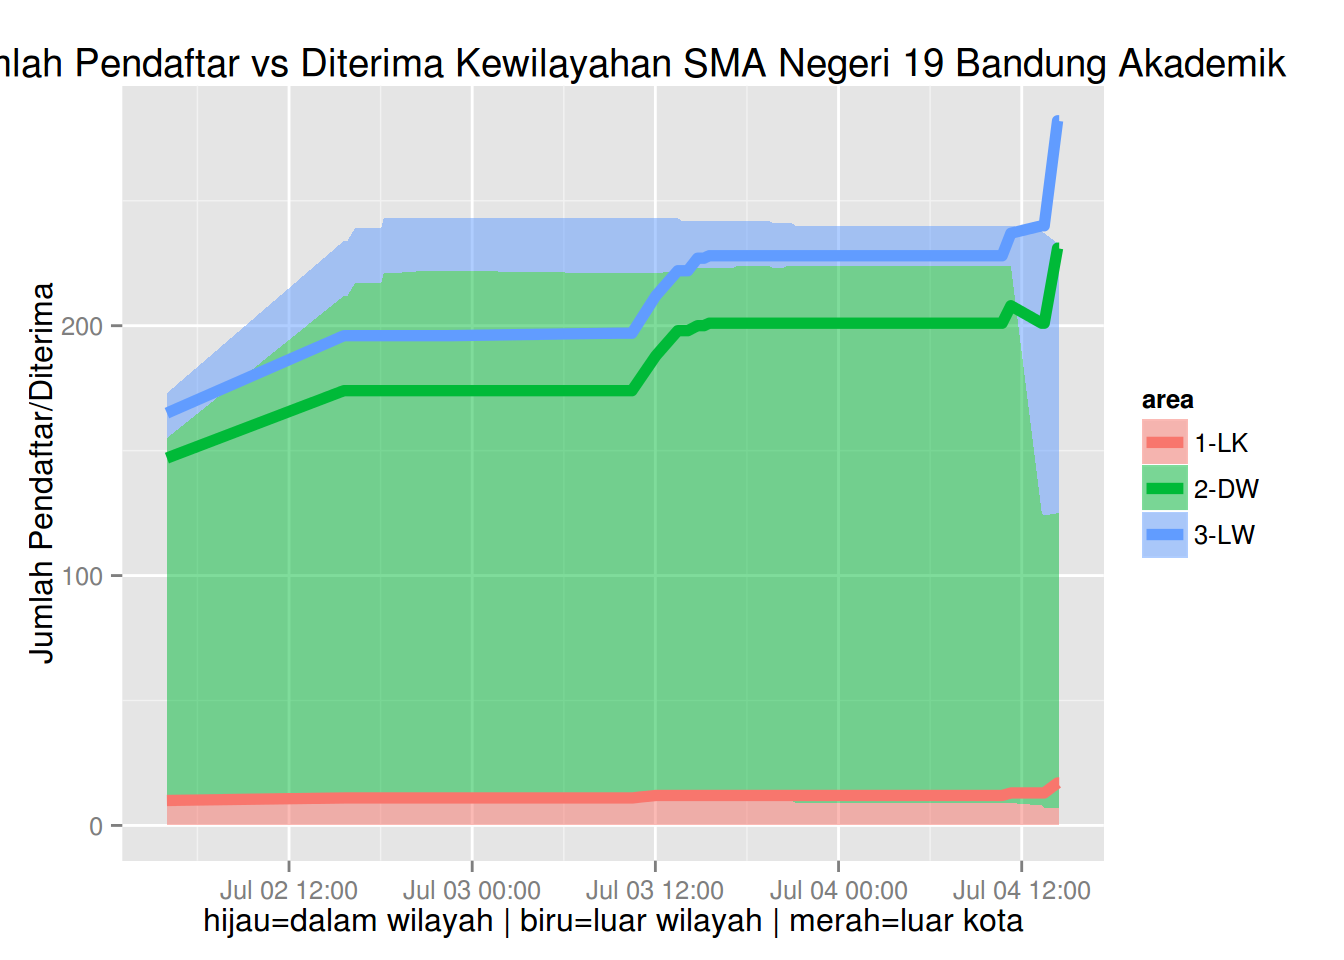 mlah Pendaftar vs Diterima Kewilayahan SMA Negeri 19 Bandung Akademik
Jumlah Pendaftar/Diterima
200
100
0
Jul 02 12:00 Jul 03 00:00 Jul 03 12:00 Jul 04 00:00 Jul 04 12:00
hijau=dalam wilayah | biru=luar wilayah | merah=luar kota
area
1-LK
2-DW
3-LW